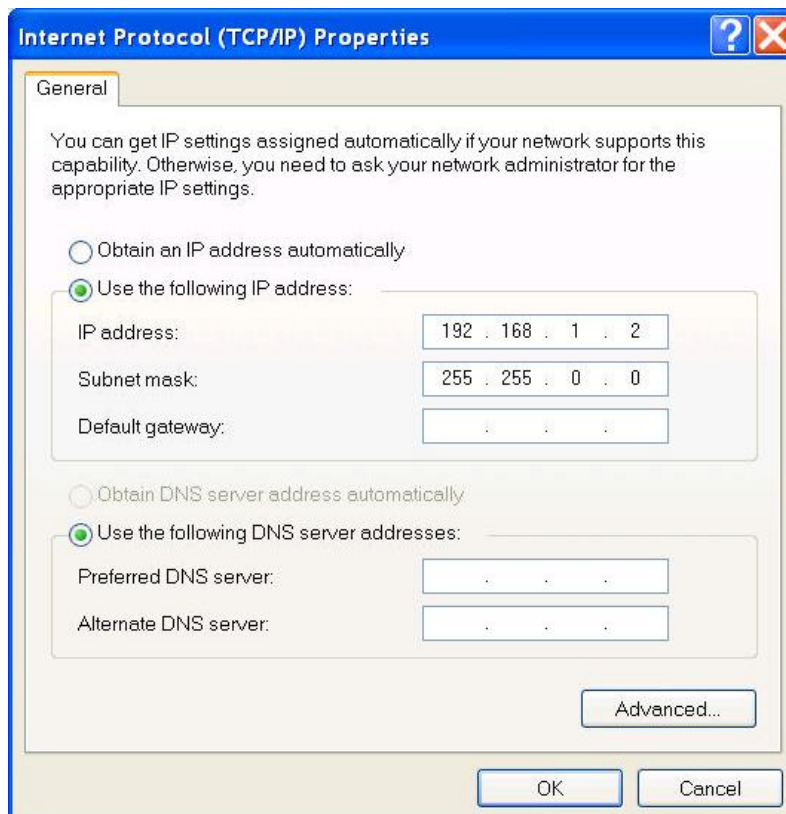 Internet Protocol (TCP/IP) Properties
General
You can get IP settings assigned automatically if your network supports this
capability. Otherwise, you need to ask your network administrator for the
appropriate IP settings.
Obtain an IP address automatically
Use the following IP address:
IP address: 192 . 168 . 1 . 2
Subnet mask: 255 . 255 . 0 . 0
Default gateway: . . .
Obtain DNS server address automatically
Use the following DNS server addresses:
Preferred DNS server: . . .
Alternate DNS server: . . .
Advanced...
OK Cancel